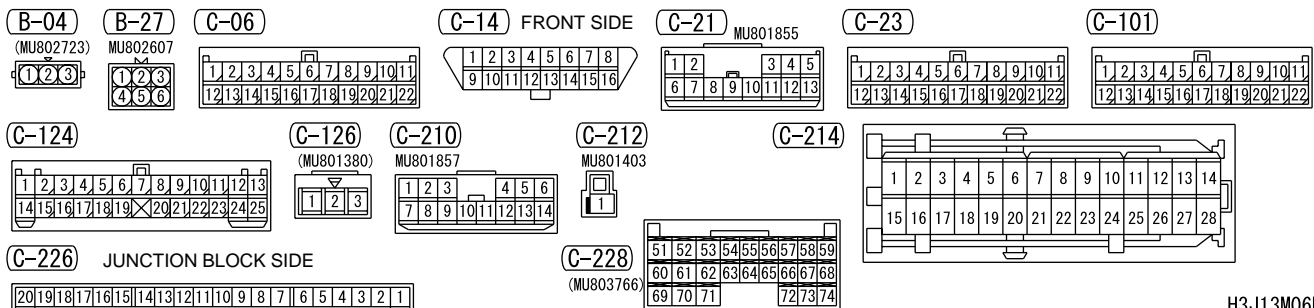 B-04 B-27 C-06 C-14 FRONT SIDE C-21 MU801855 C-23 C-101
(MU802723) MU802607
1 2 3
1 2 3
4 5 6
1 2 3 4 5 6 7 8 9 10 11
12 13 14 15 16 17 18 19 20 21 22
1 2 3 4 5 6 7 8
9 10 11 12 13 14 15 16
1 2 3 4 5
6 7 8 9 10 11 12 13
1 2 3 4 5 6 7 8 9 10 11
12 13 14 15 16 17 18 19 20 21 22
1 2 3 4 5 6 7 8 9 10 11
12 13 14 15 16 17 18 19 20 21 22
C-124 C-126 C-210 C-212 C-214
(MU801380) MU801857 MU801403
1 2 3 4 5 6 7 8 9 10 11 12 13
14 15 16 17 18 19 20 21 22 23 24 25
1 2 3
1 2 3 4 5 6
7 8 9 10 11 12 13 14
1
1 2 3 4 5 6 7 8 9 10 11 12 13 14
15 16 17 18 19 20 21 22 23 24 25 26 27 28
C-226 JUNCTION BLOCK SIDE
20 19 18 17 16 15 14 13 12 11 10 9 8 7 6 5 4 3 2 1
C-228
(MU803766)
51 52 53 54 55 56 57 58 59
60 61 62 63 64 65 66 67 68
69 70 71 72 73 74